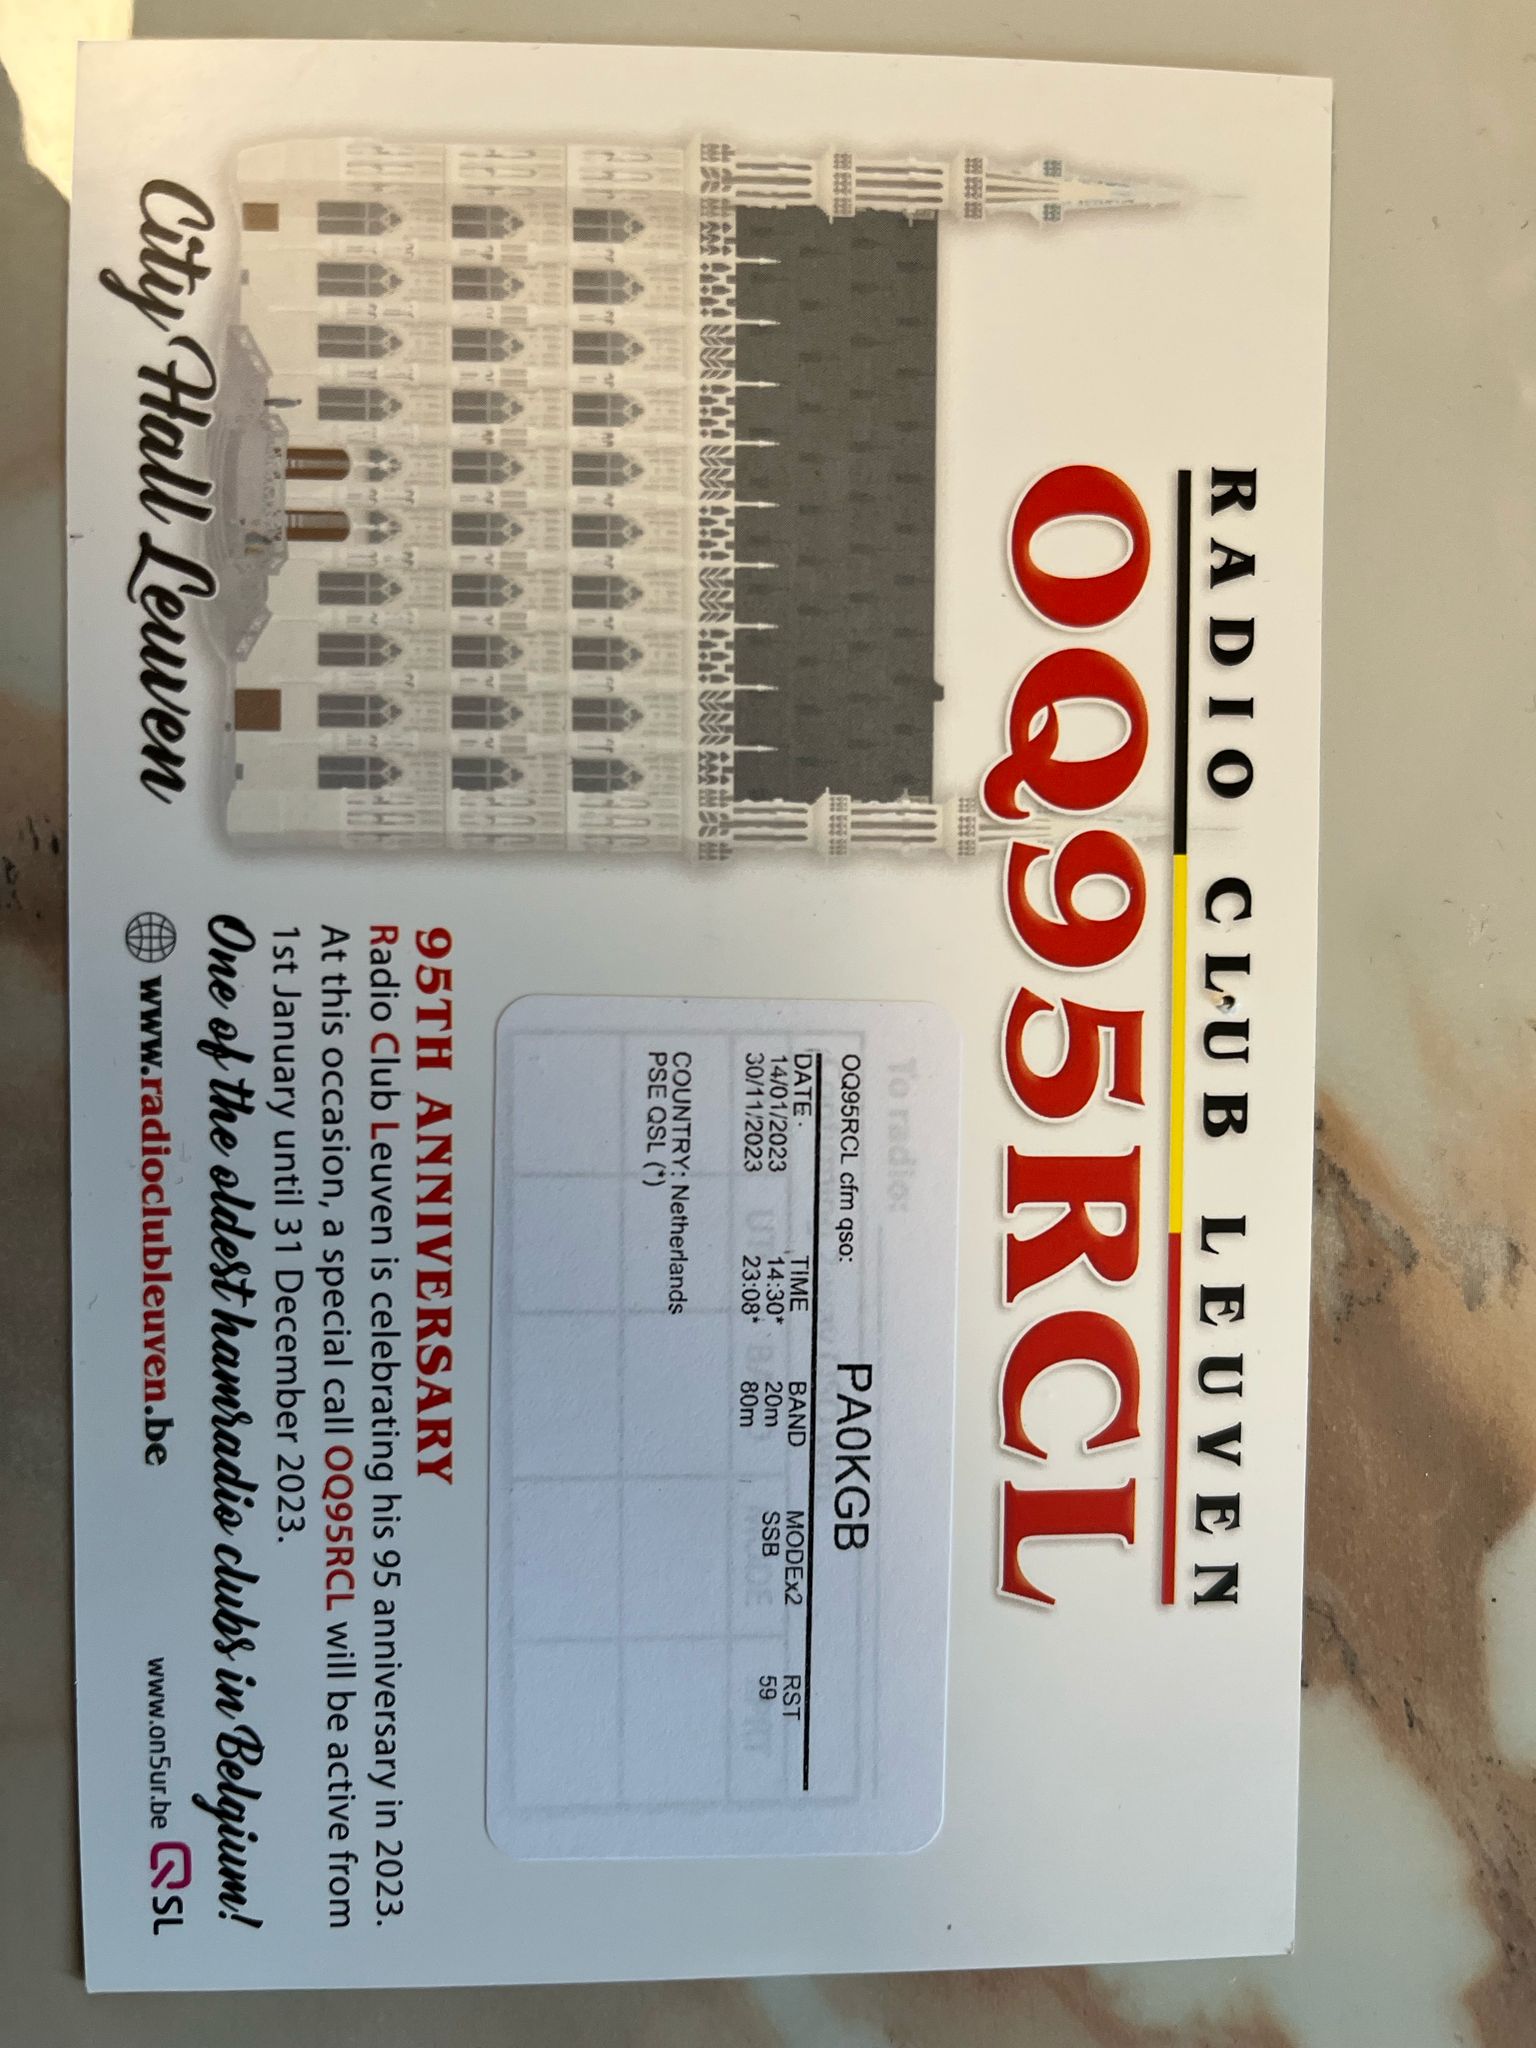 RADIO CLUB LEUVEN
OQ95RCL
To radio:
OQ95RCL cfm qso: PA0KGB
DATE TIME BAND MODEx2 RST
14/01/2023 14:30* 20m SSB 59
30/11/2023 23:08* 80m
COUNTRY: Netherlands
PSE QSL (*)
95TH ANNIVERSARY
Radio Club Leuven is celebrating his 95 anniversary in 2023.
At this occasion, a special call OQ95RCL will be active from
1st January until 31 December 2023.
One of the oldest hamradio clubs in Belgium!
City Hall Leuven
www.radioclubleuven.be
www.on5ur.be QSL